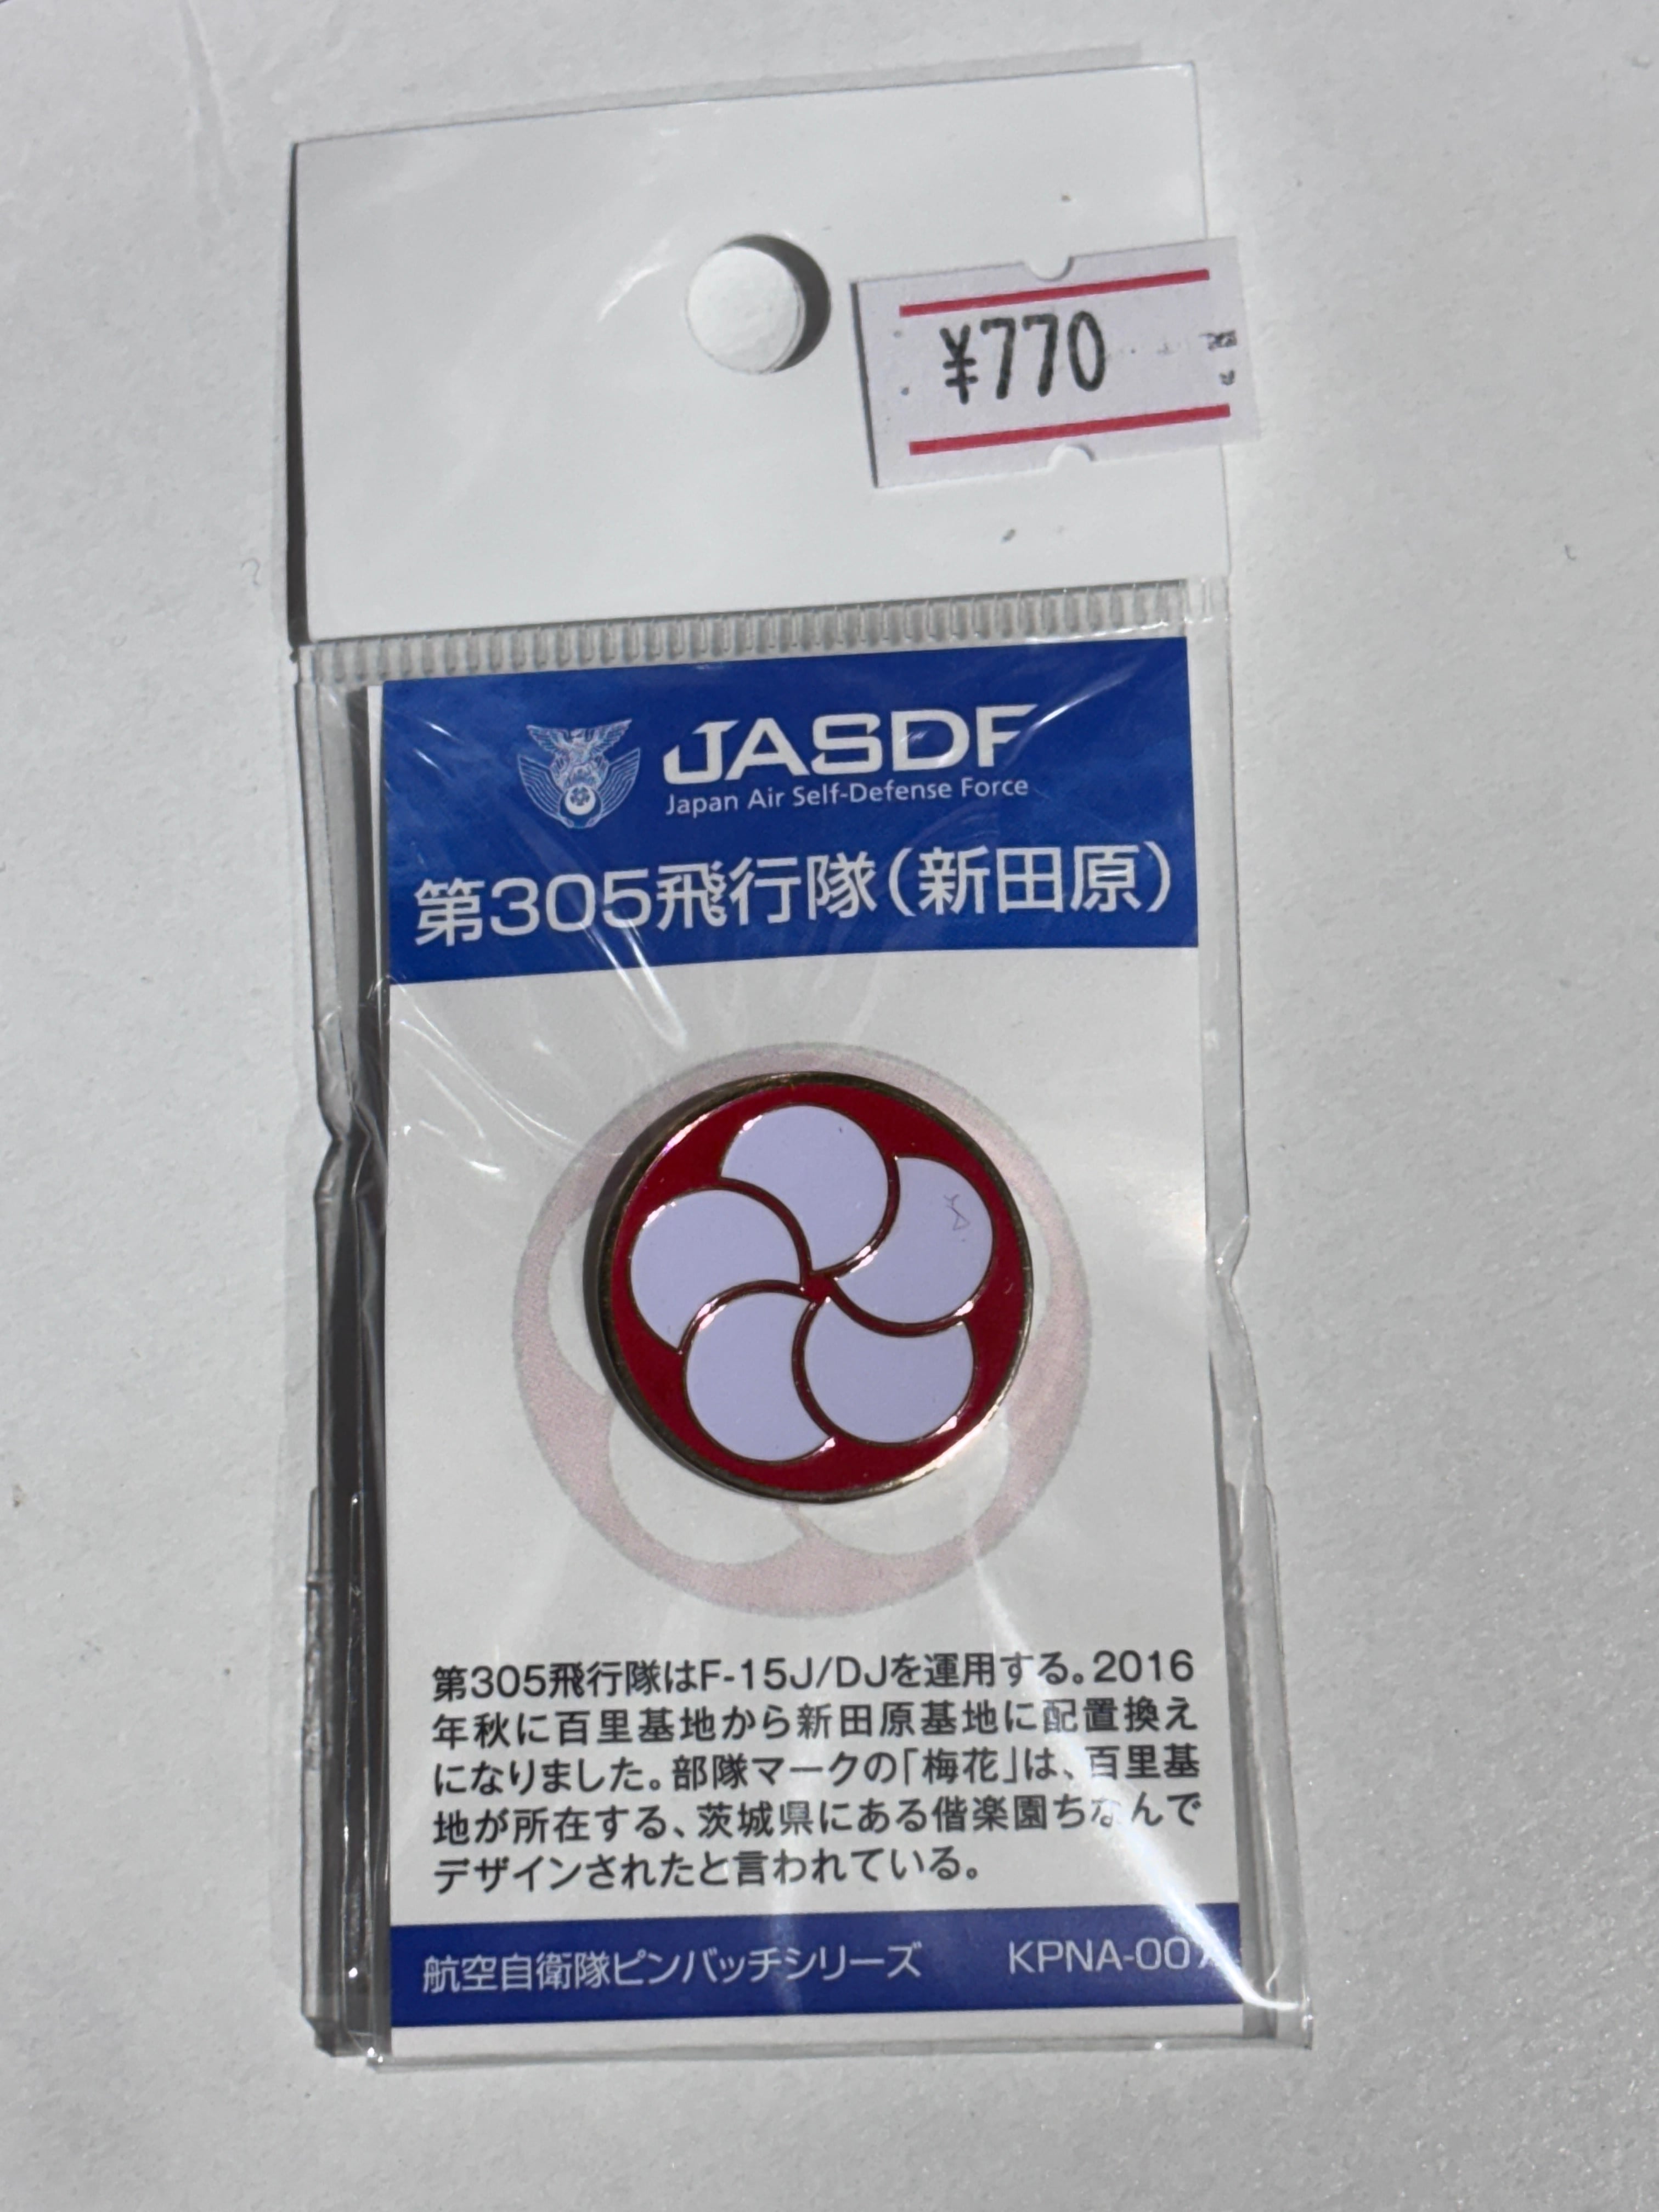 ¥770
JASDF
Japan Air Self-Defense Force
第305飛行隊(新田原)
第305飛行隊はF-15J/DJを運用する。2016
年秋に百里基地から新田原基地に配置換え
になりました。部隊マークの「梅花」は、百里基
地が所在する、茨城県にある偕楽園ちなんで
デザインされたと言われている。
航空自衛隊ピンバッチシリーズ